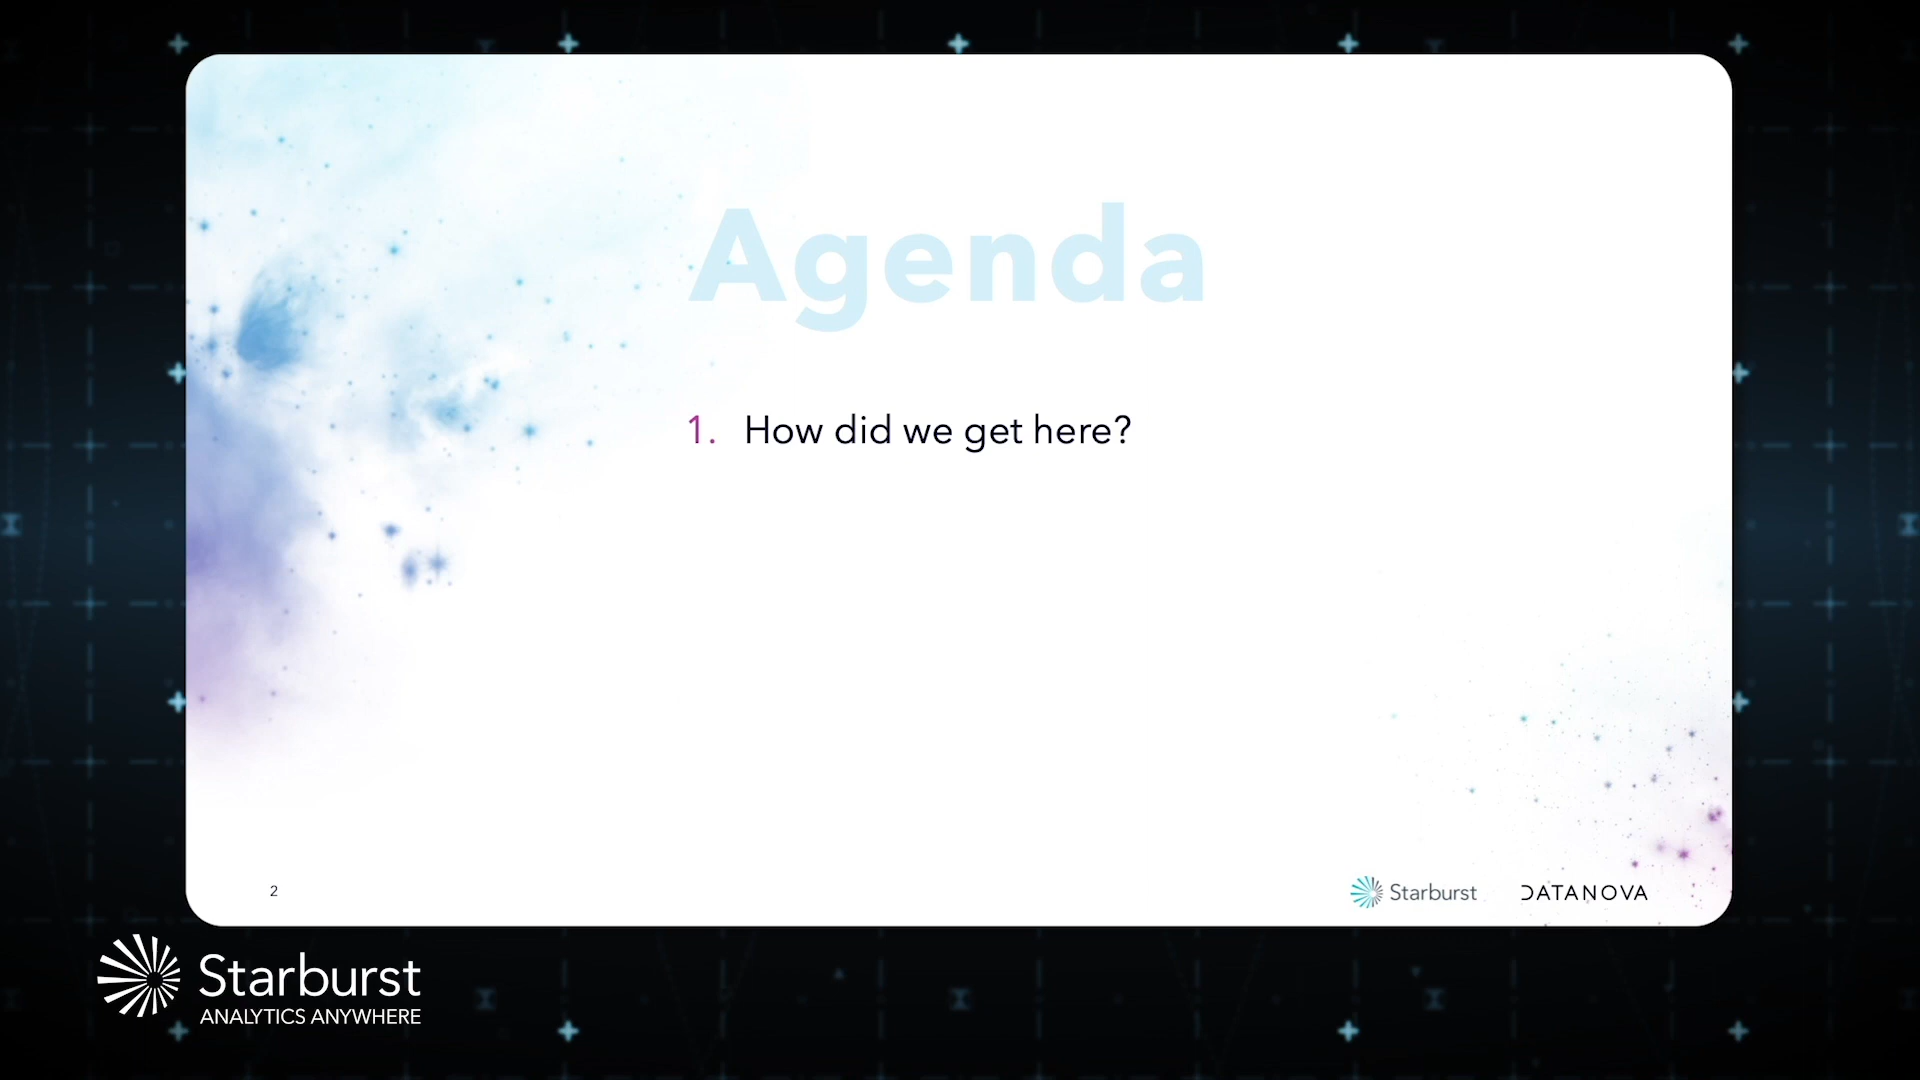 Agenda
1. How did we get here?
2
Starburst
DATANOVA
Starburst
ANALYTICS ANYWHERE